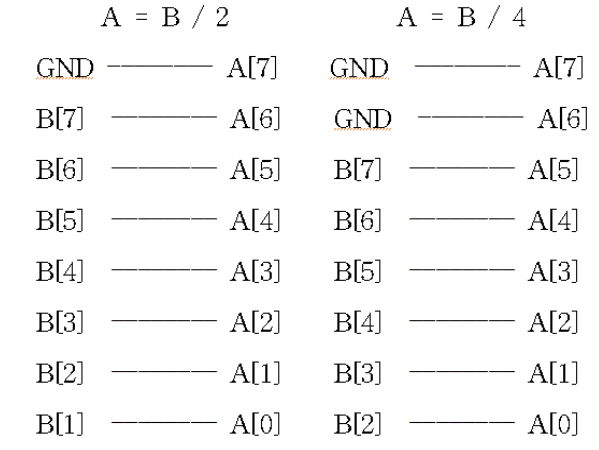 A = B / 2 A = B / 4
GND A[7] GND A[7]
B[7] A[6] GND A[6]
B[6] A[5] B[7] A[5]
B[5] A[4] B[6] A[4]
B[4] A[3] B[5] A[3]
B[3] A[2] B[4] A[2]
B[2] A[1] B[3] A[1]
B[1] A[0] B[2] A[0]